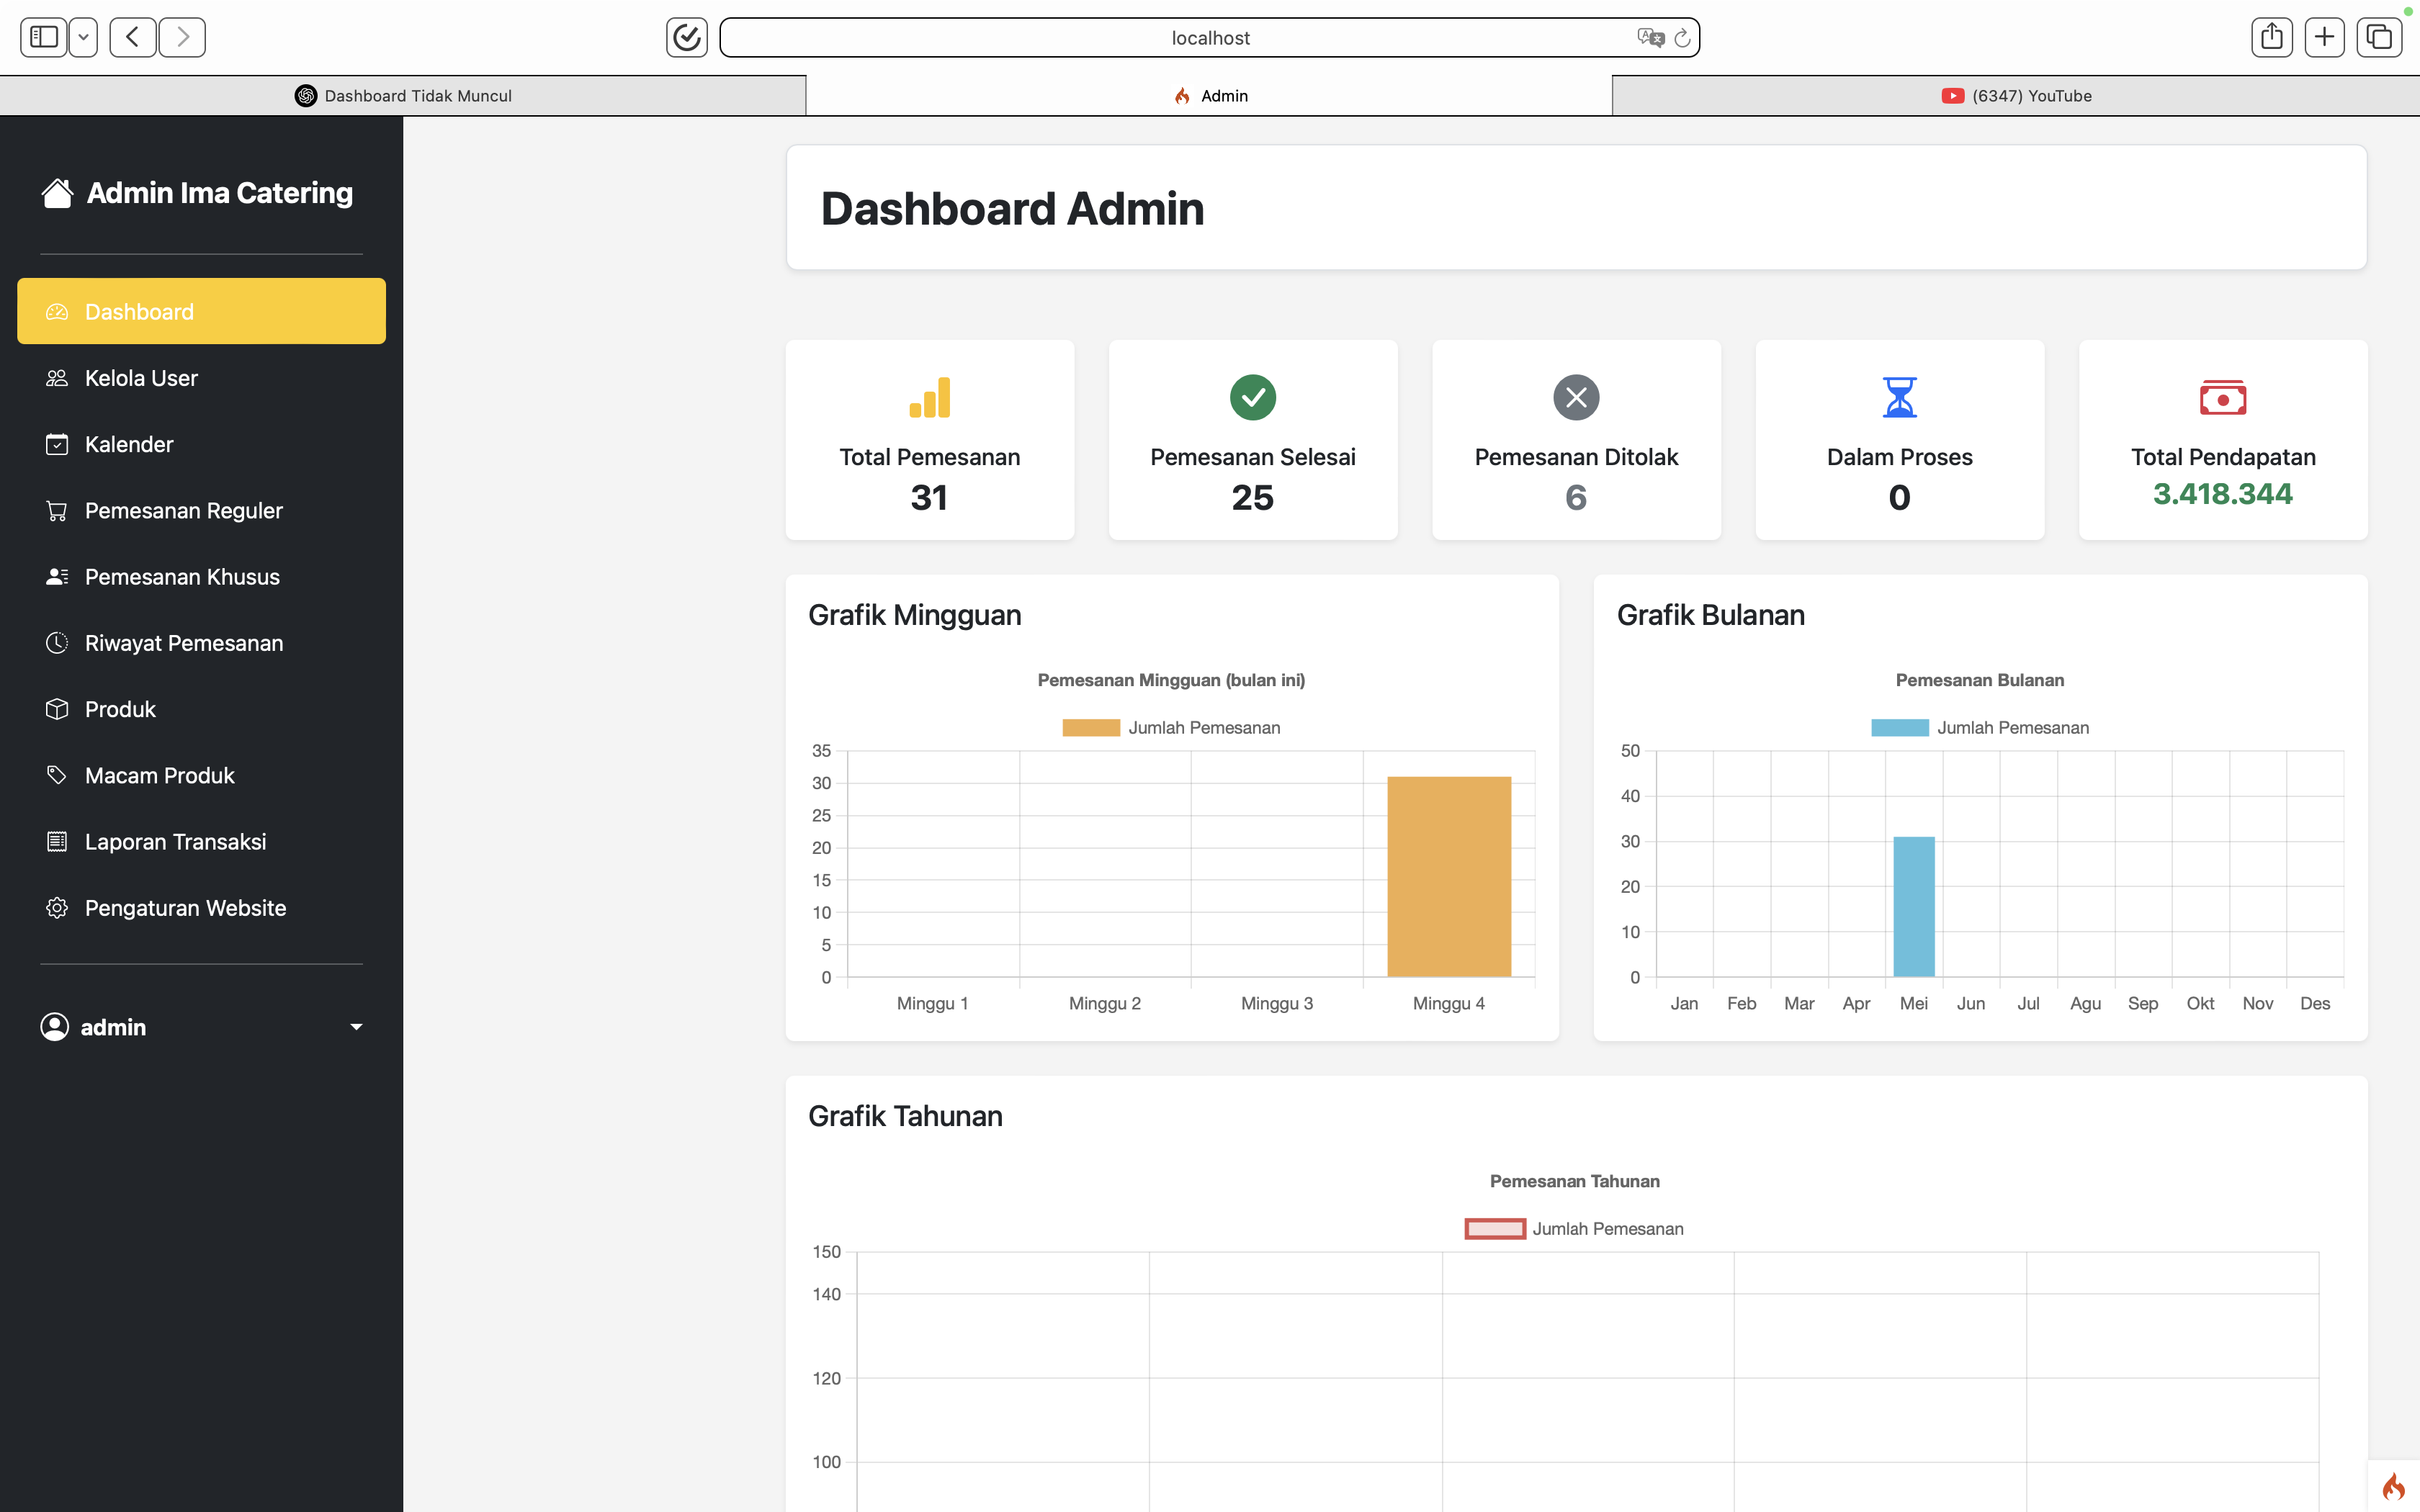 localhost
Dashboard Tidak Muncul
Admin
(6347) YouTube
Admin Ima Catering
Dashboard
Kelola User
Kalender
Pemesanan Reguler
Pemesanan Khusus
Riwayat Pemesanan
Produk
Macam Produk
Laporan Transaksi
Pengaturan Website
admin
Dashboard Admin
Total Pemesanan
31
Pemesanan Selesai
25
Pemesanan Ditolak
6
Dalam Proses
0
Total Pendapatan
3.418.344
Grafik Mingguan
Pemesanan Mingguan (bulan ini)
Jumlah Pemesanan
35
30
25
20
15
10
5
0
Minggu 1 Minggu 2 Minggu 3 Minggu 4
Grafik Bulanan
Pemesanan Bulanan
Jumlah Pemesanan
50
40
30
20
10
0
Jan Feb Mar Apr Mei Jun Jul Agu Sep Okt Nov Des
Grafik Tahunan
Pemesanan Tahunan
Jumlah Pemesanan
150
140
120
100